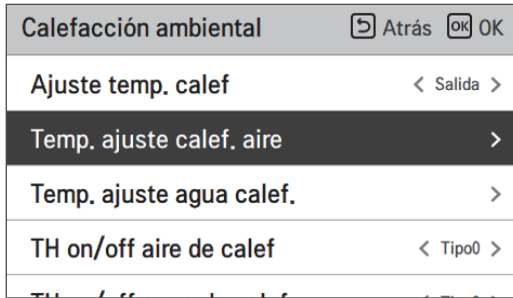 Calefacción ambiental Atrás OK OK
Ajuste temp. calef < Salida >
Temp. ajuste calef. aire >
Temp. ajuste agua calef. >
TH on/off aire de calef < Tipo0 >